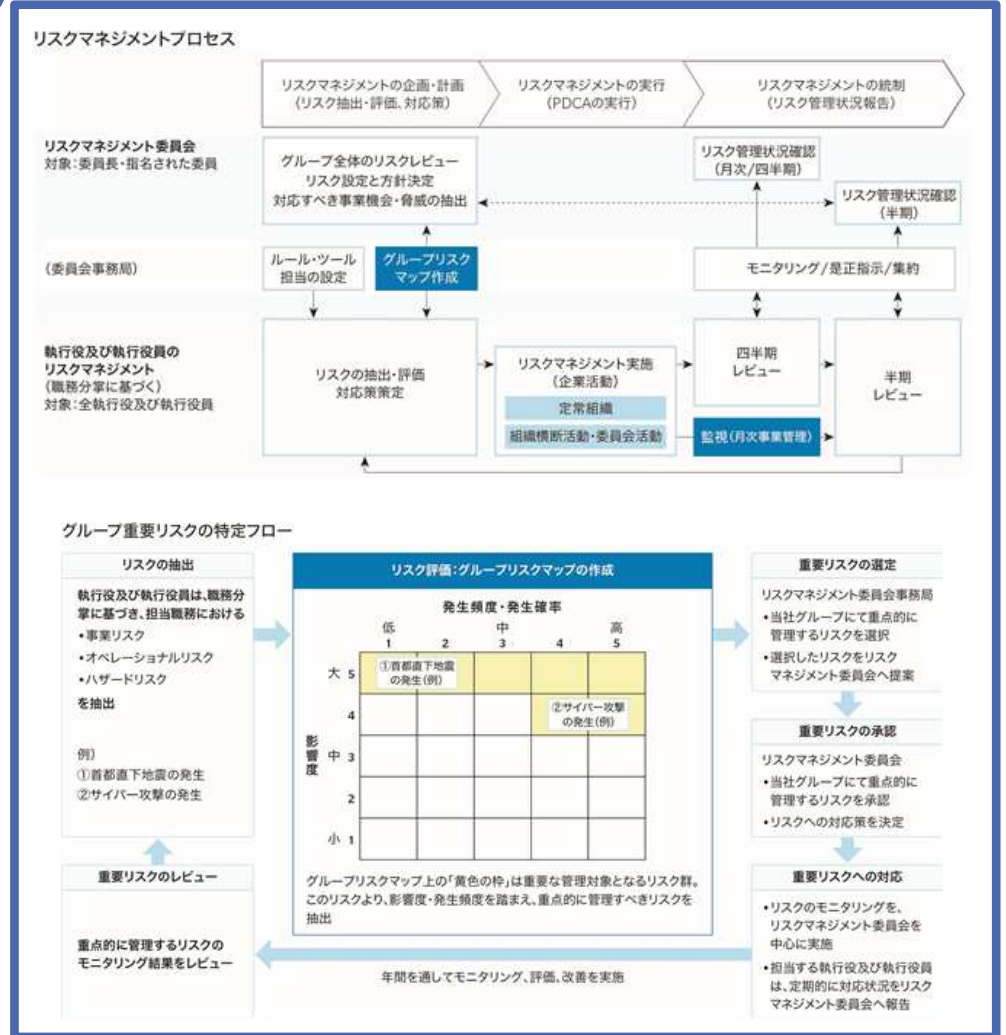 リスクマネジメントプロセス
リスクマネジメントの企画・計画
(リスク抽出・評価、対応策)
リスクマネジメントの実行
(PDCAの実行)
リスクマネジメントの統制
(リスク管理状況報告)
リスクマネジメント委員会
対象：委員長・指名された委員
グループ全体のリスクレビュー
リスク設定と方針決定
対応すべき事業機会・脅威の抽出
リスク管理状況確認
(月次/四半期)
リスク管理状況確認
(半期)
(委員会事務局)
ルール・ツール
担当の設定
グループリスク
マップ作成
モニタリング/是正指示/集約
執行役及び執行役員の
リスクマネジメント
(職務分掌に基づく)
対象：全執行役及び執行役員
リスクの抽出・評価
対応策策定
リスクマネジメント実施
(企業活動)
定常組織
組織横断活動・委員会活動
四半期
レビュー
監視(月次事業管理)
半期
レビュー
グループ重要リスクの特定フロー
リスクの抽出
執行役及び執行役員は、職務分
掌に基づき、担当職務における
•事業リスク
•オペレーショナルリスク
•ハザードリスク
を抽出
例)
①首都直下地震の発生
②サイバー攻撃の発生
リスク評価：グループリスクマップの作成
発生頻度・発生確率
低 中 高
1 2 3 4 5
影響度
大 5
①首都直下地震
の発生(例)
4
②サイバー攻撃
の発生(例)
中 3
2
小 1
グループリスクマップ上の「黄色の枠」は重要な管理対象となるリスク群。
このリスクより、影響度・発生頻度を踏まえ、重点的に管理すべきリスクを
抽出
重要リスクの選定
リスクマネジメント委員会事務局
•当社グループにて重点的に
管理するリスクを選択
•選択したリスクをリスク
マネジメント委員会へ提案
重要リスクの承認
リスクマネジメント委員会
•当社グループにて重点的に
管理するリスクを承認
•リスクへの対応策を決定
重要リスクへの対応
•リスクのモニタリングを、
リスクマネジメント委員会を
中心に実施
•担当する執行役及び執行役員
は、定期的に対応状況をリスク
マネジメント委員会へ報告
重要リスクのレビュー
重点的に管理するリスクの
モニタリング結果をレビュー
年間を通してモニタリング、評価、改善を実施